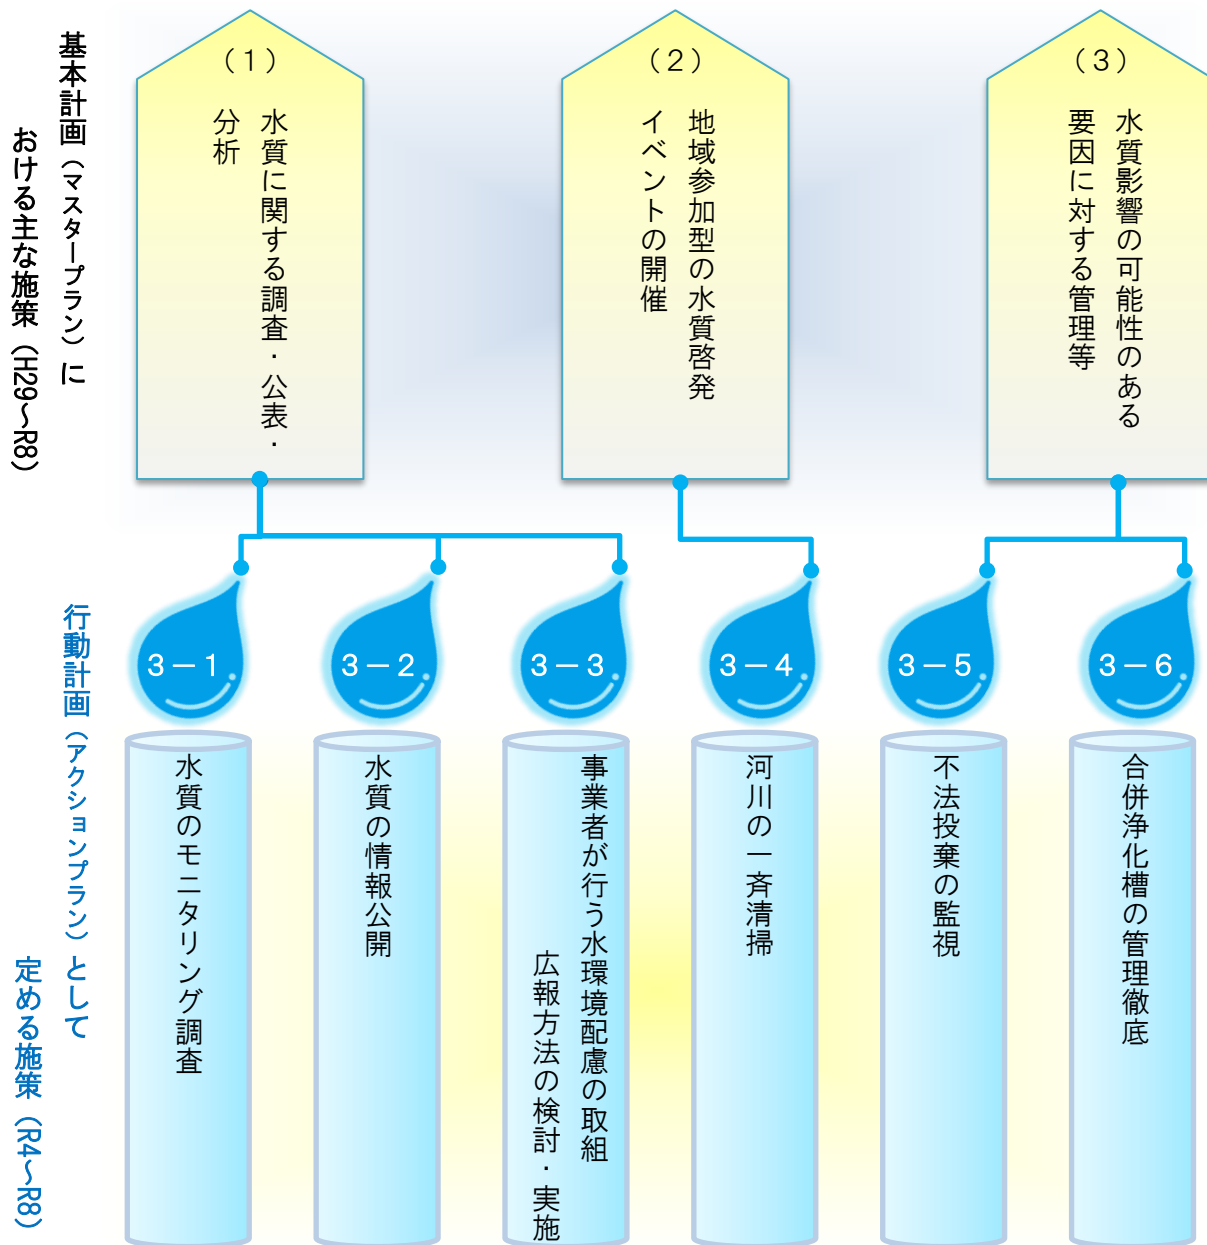 基本計画（マスタープラン）に
おける主な施策（H29～R8）
（1）
水質に関する調査・公表・
分析
（2）
地域参加型の水質啓発
イベントの開催
（3）
水質影響の可能性のある
要因に対する管理等
行動計画（アクションプラン）として
定める施策（R4～R8）
3－1
水質のモニタリング調査
3－2
水質の情報公開
3－3
事業者が行う水環境配慮の取組
広報方法の検討・実施
3－4
河川の一斉清掃
3－5
不法投棄の監視
3－6
合併浄化槽の管理徹底